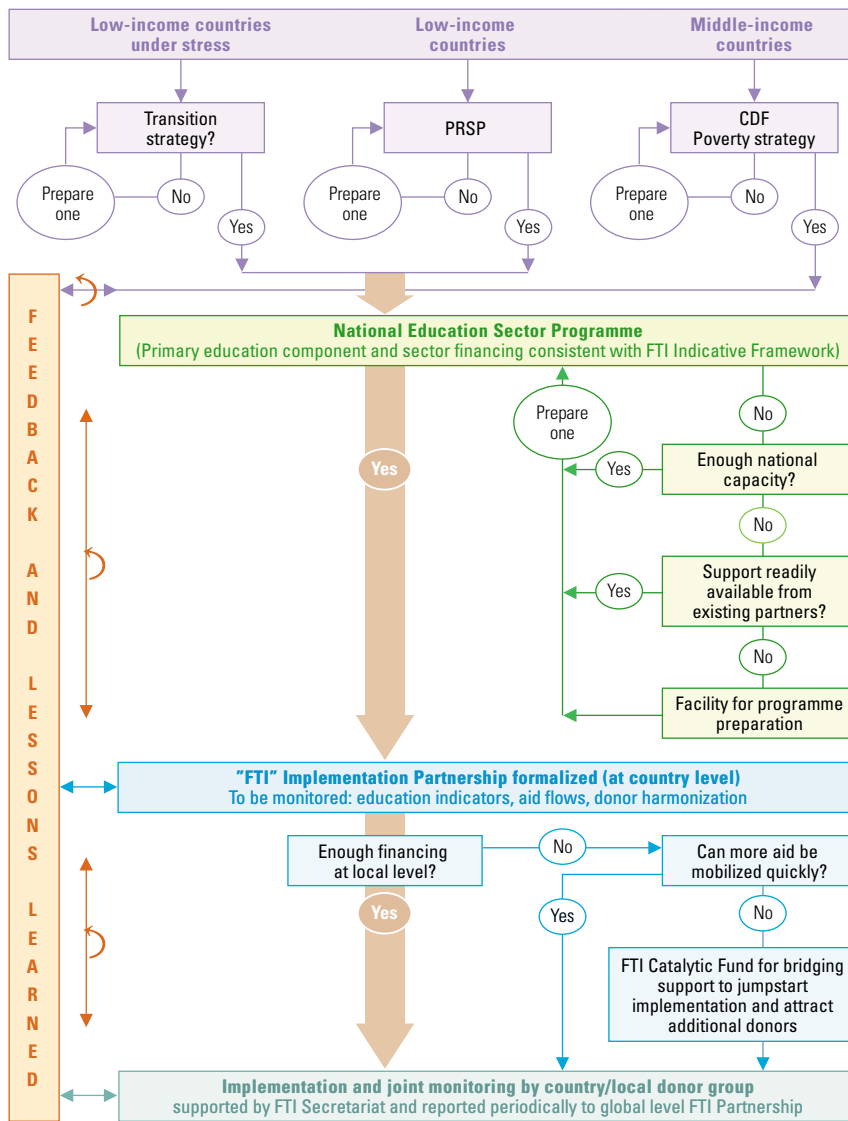 Low-income countries
under stress
Low-income
countries
Middle-income
countries
Transition
strategy?
PRSP
CDF
Poverty strategy
Prepare
one
No
Yes
Prepare
one
No
Yes
Prepare
one
No
Yes
FEEDBACK AND LESSONS LEARNED
National Education Sector Programme
(Primary education component and sector financing consistent with FTI Indicative Framework)
Prepare
one
No
Yes
Yes
Enough national
capacity?
No
Yes
Support readily
available from
existing partners?
No
Facility for programme
preparation
"FTI" Implementation Partnership formalized (at country level)
To be monitored: education indicators, aid flows, donor harmonization
Enough financing
at local level?
No
Can more aid be
mobilized quickly?
Yes
Yes
No
FTI Catalytic Fund for bridging
support to jumpstart
implementation and attract
additional donors
Implementation and joint monitoring by country/local donor group
supported by FTI Secretariat and reported periodically to global level FTI Partnership